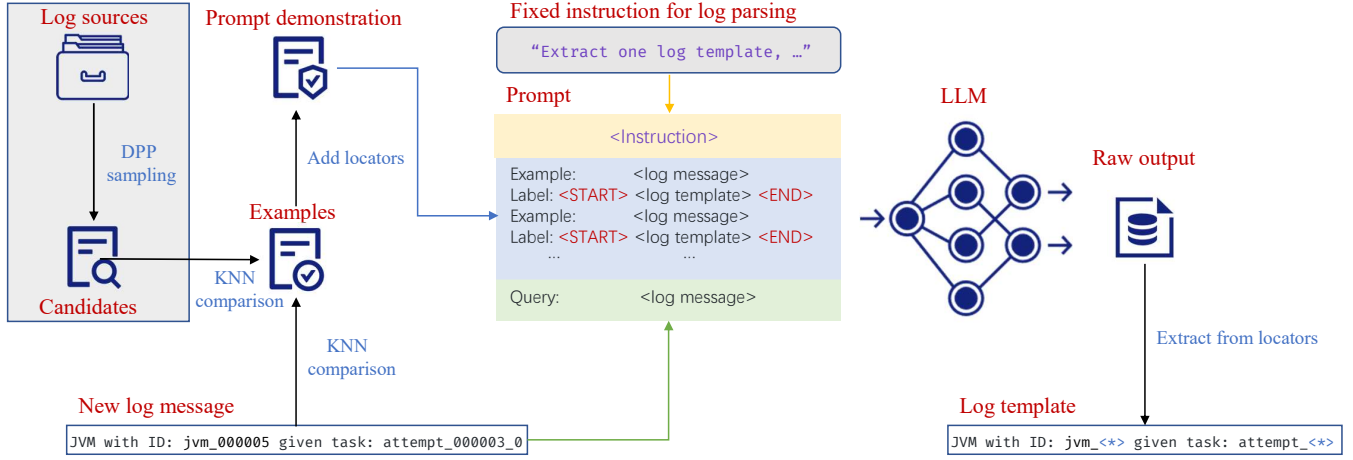 Log sources
DPP
sampling
Candidates
Prompt demonstration
Add locators
Examples
KNN
comparison
KNN
comparison
New log message
JVM with ID: jvm_000005 given task: attempt_000003_0
Fixed instruction for log parsing
“Extract one log template, …”
Prompt
<Instruction>
Example: <log message>
Label: <START> <log template> <END>
Example: <log message>
Label: <START> <log template> <END>
... ...
Query: <log message>
LLM
Raw output
Extract from locators
Log template
JVM with ID: jvm_<*> given task: attempt_<*>